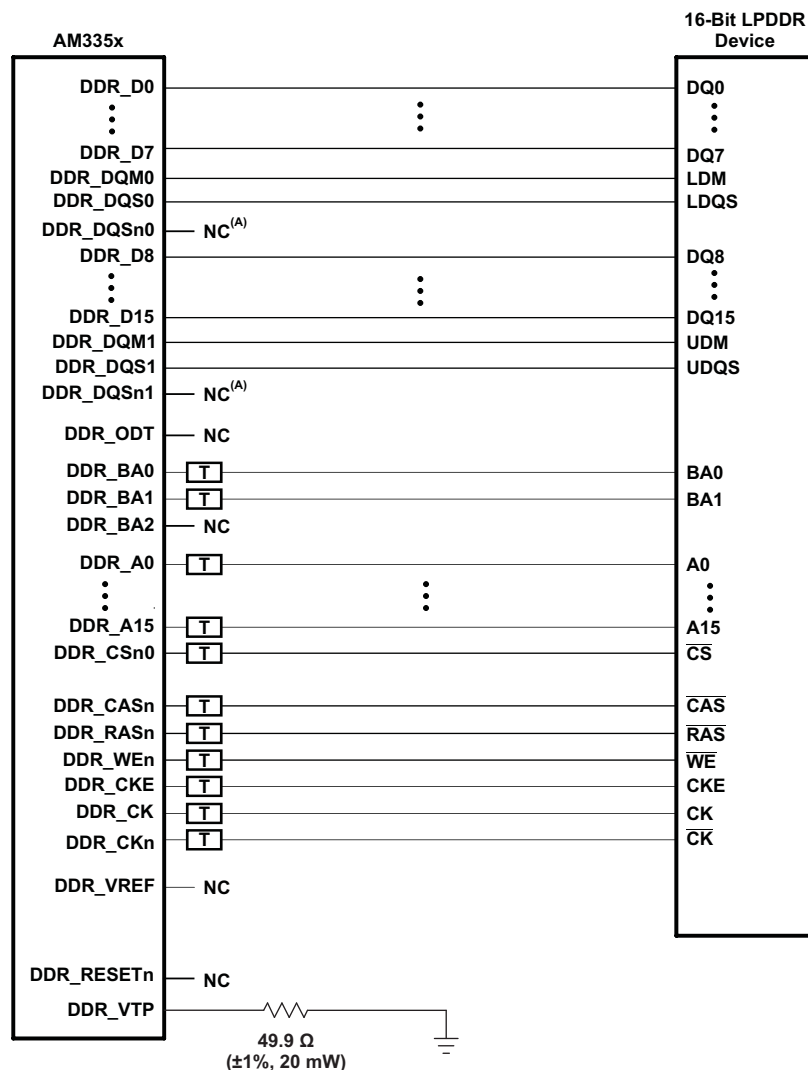 AM335x
16-Bit LPDDR
Device
DDR_D0
DQ0
DDR_D7
DQ7
DDR_DQM0
LDM
DDR_DQS0
LDQS
DDR_DQSn0
NC(A)
DDR_D8
DQ8
DDR_D15
DQ15
DDR_DQM1
UDM
DDR_DQS1
UDQS
DDR_DQSn1
NC(A)
DDR_ODT
NC
DDR_BA0
T
BA0
DDR_BA1
T
BA1
DDR_BA2
NC
DDR_A0
T
A0
DDR_A15
T
A15
DDR_CSn0
T
CS
DDR_CASn
T
CAS
DDR_RASn
T
RAS
DDR_WEn
T
WE
DDR_CKE
T
CKE
DDR_CK
T
CK
DDR_CKn
T
CK
DDR_VREF
NC
DDR_RESETn
NC
DDR_VTP
49.9 Ω
(±1%, 20 mW)